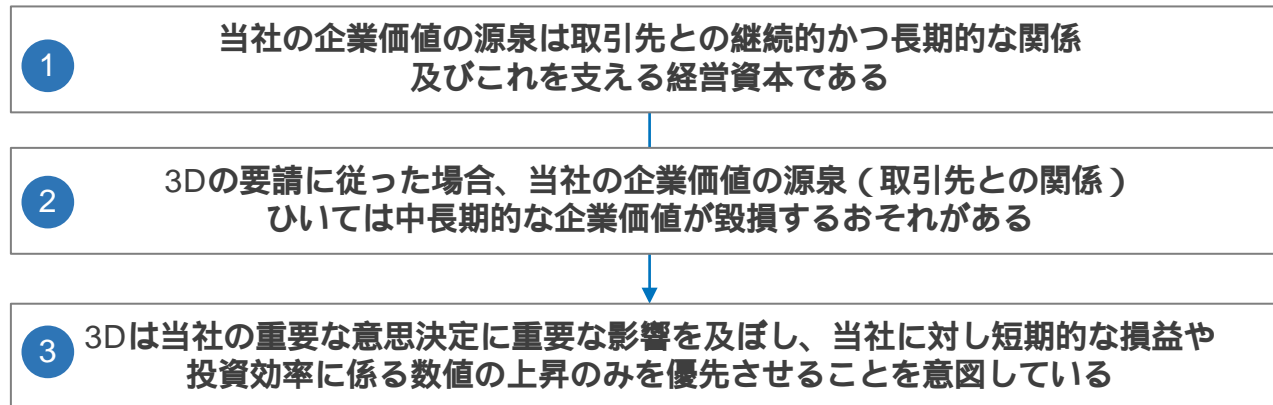 1
当社の企業価値の源泉は取引先との継続的かつ長期的な関係
及びこれを支える経営資本である
2
3Dの要請に従った場合、当社の企業価値の源泉（取引先との関係）
ひいては中長期的な企業価値が毀損するおそれがある
3
3Dは当社の重要な意思決定に重要な影響を及ぼし、当社に対し短期的な損益や
投資効率に係る数値の上昇のみを優先させることを意図している